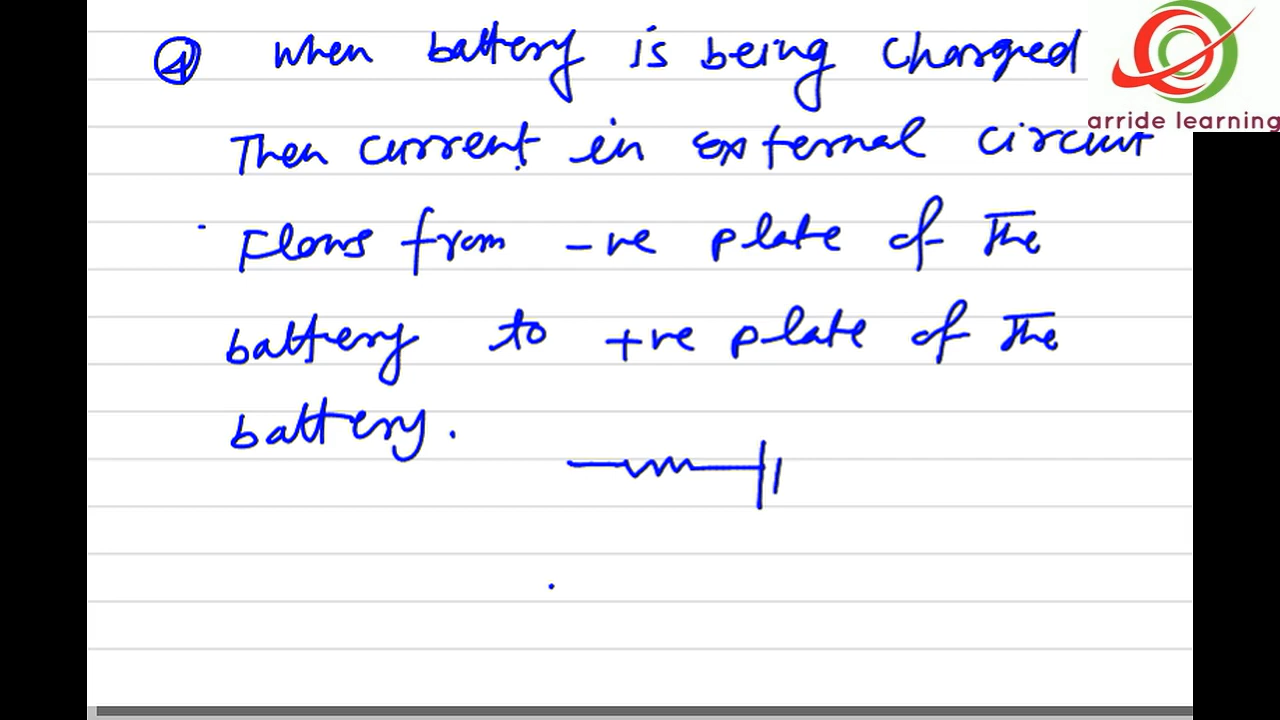 ④ when battery is being charged
arride learning
Then current in external circuit
Flows from -ve plate of the
battery to +ve plate of the
battery.